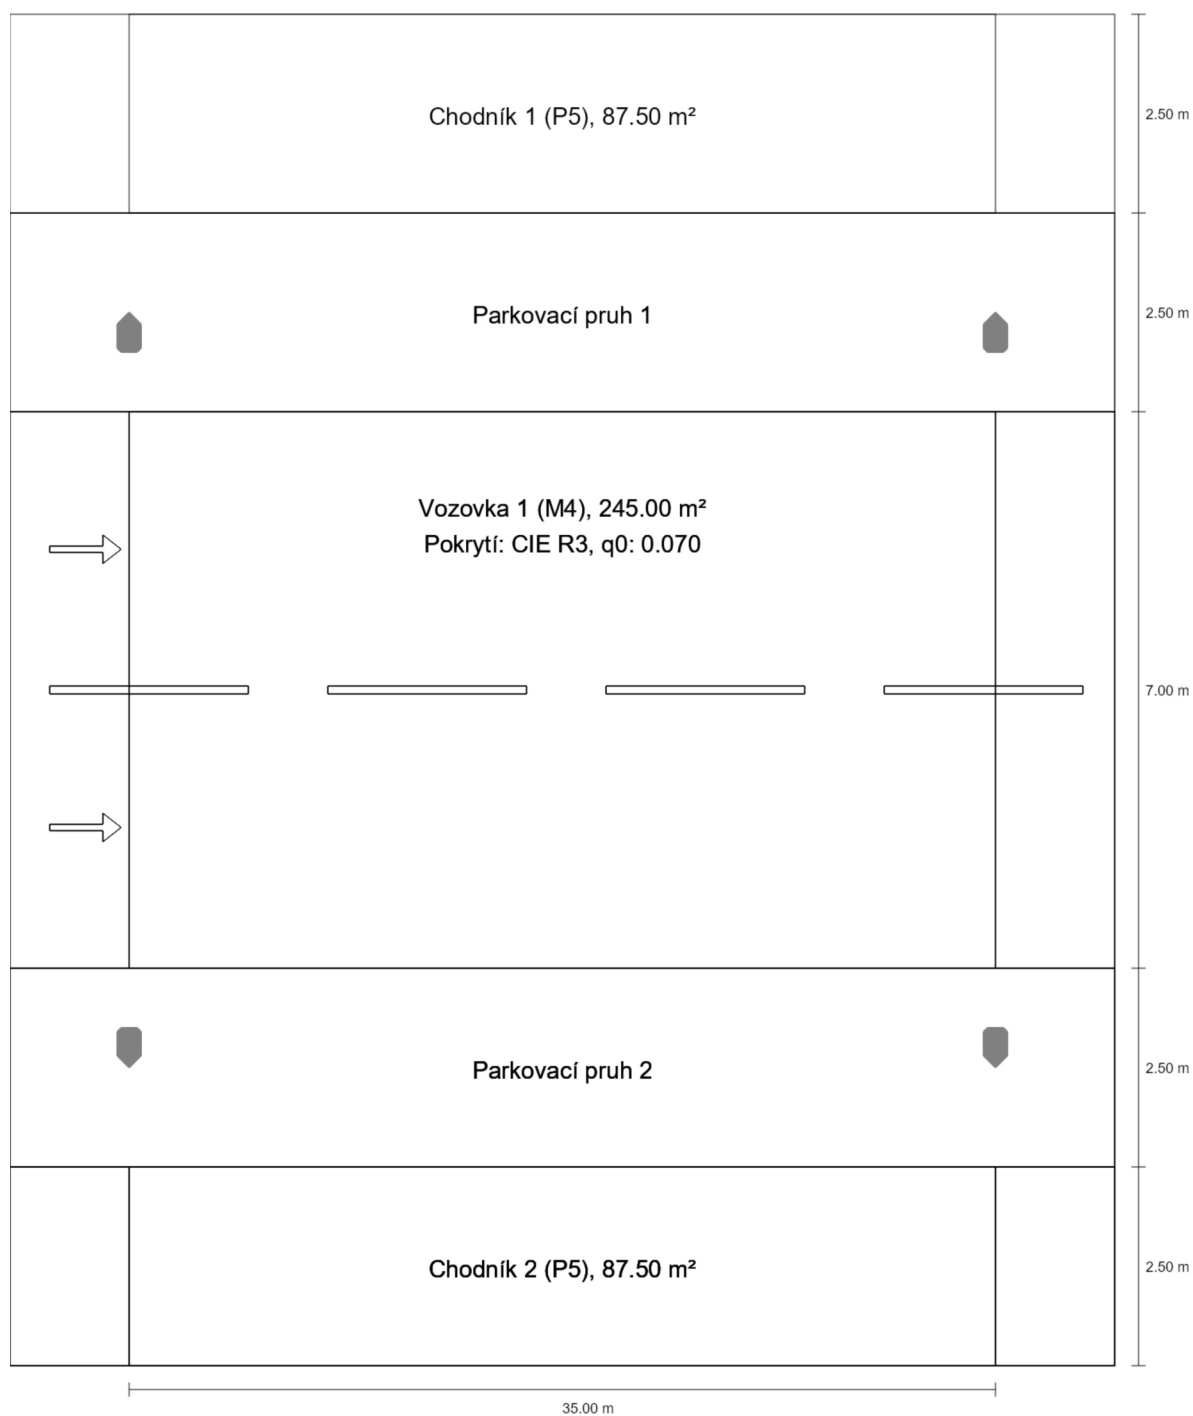 Chodník 1 (P5), 87.50 m²
2.50 m
Parkovací pruh 1
2.50 m
Vozovka 1 (M4), 245.00 m²
Pokrytí: CIE R3, q0: 0.070
7.00 m
Parkovací pruh 2
2.50 m
Chodník 2 (P5), 87.50 m²
2.50 m
35.00 m